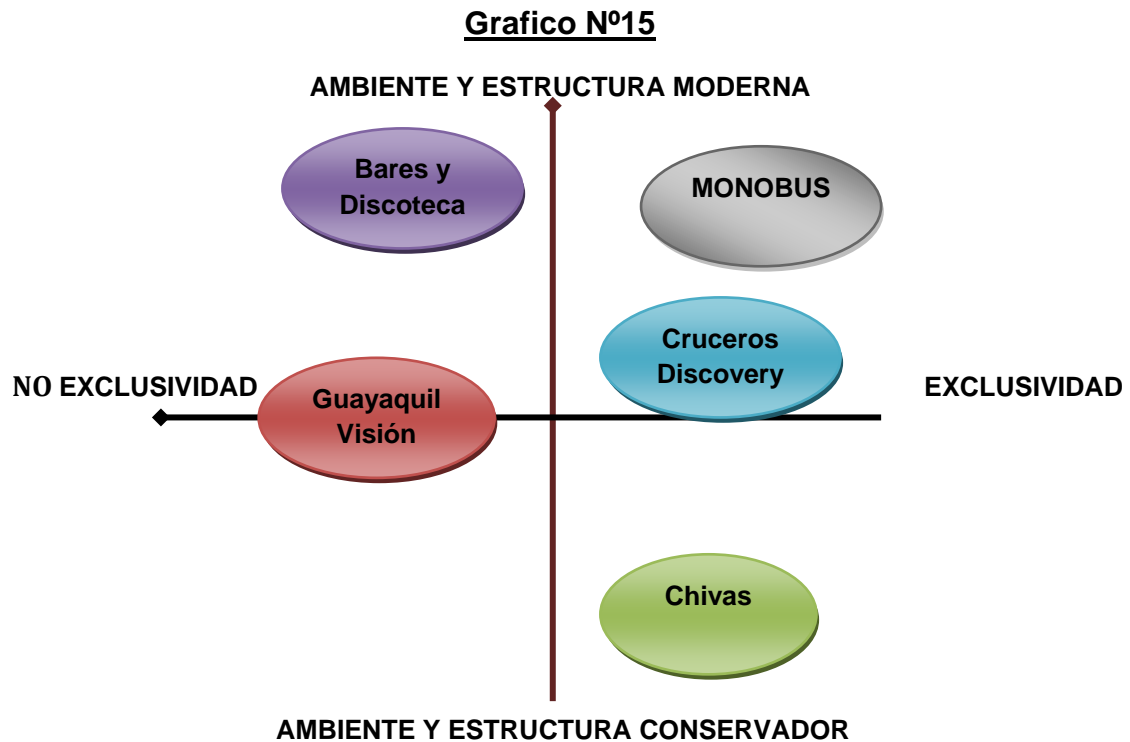 Grafico Nº15
AMBIENTE Y ESTRUCTURA MODERNA
Bares y
Discoteca
MONOBUS
Cruceros
Discovery
NO EXCLUSIVIDAD
EXCLUSIVIDAD
Guayaquil
Visión
Chivas
AMBIENTE Y ESTRUCTURA CONSERVADOR